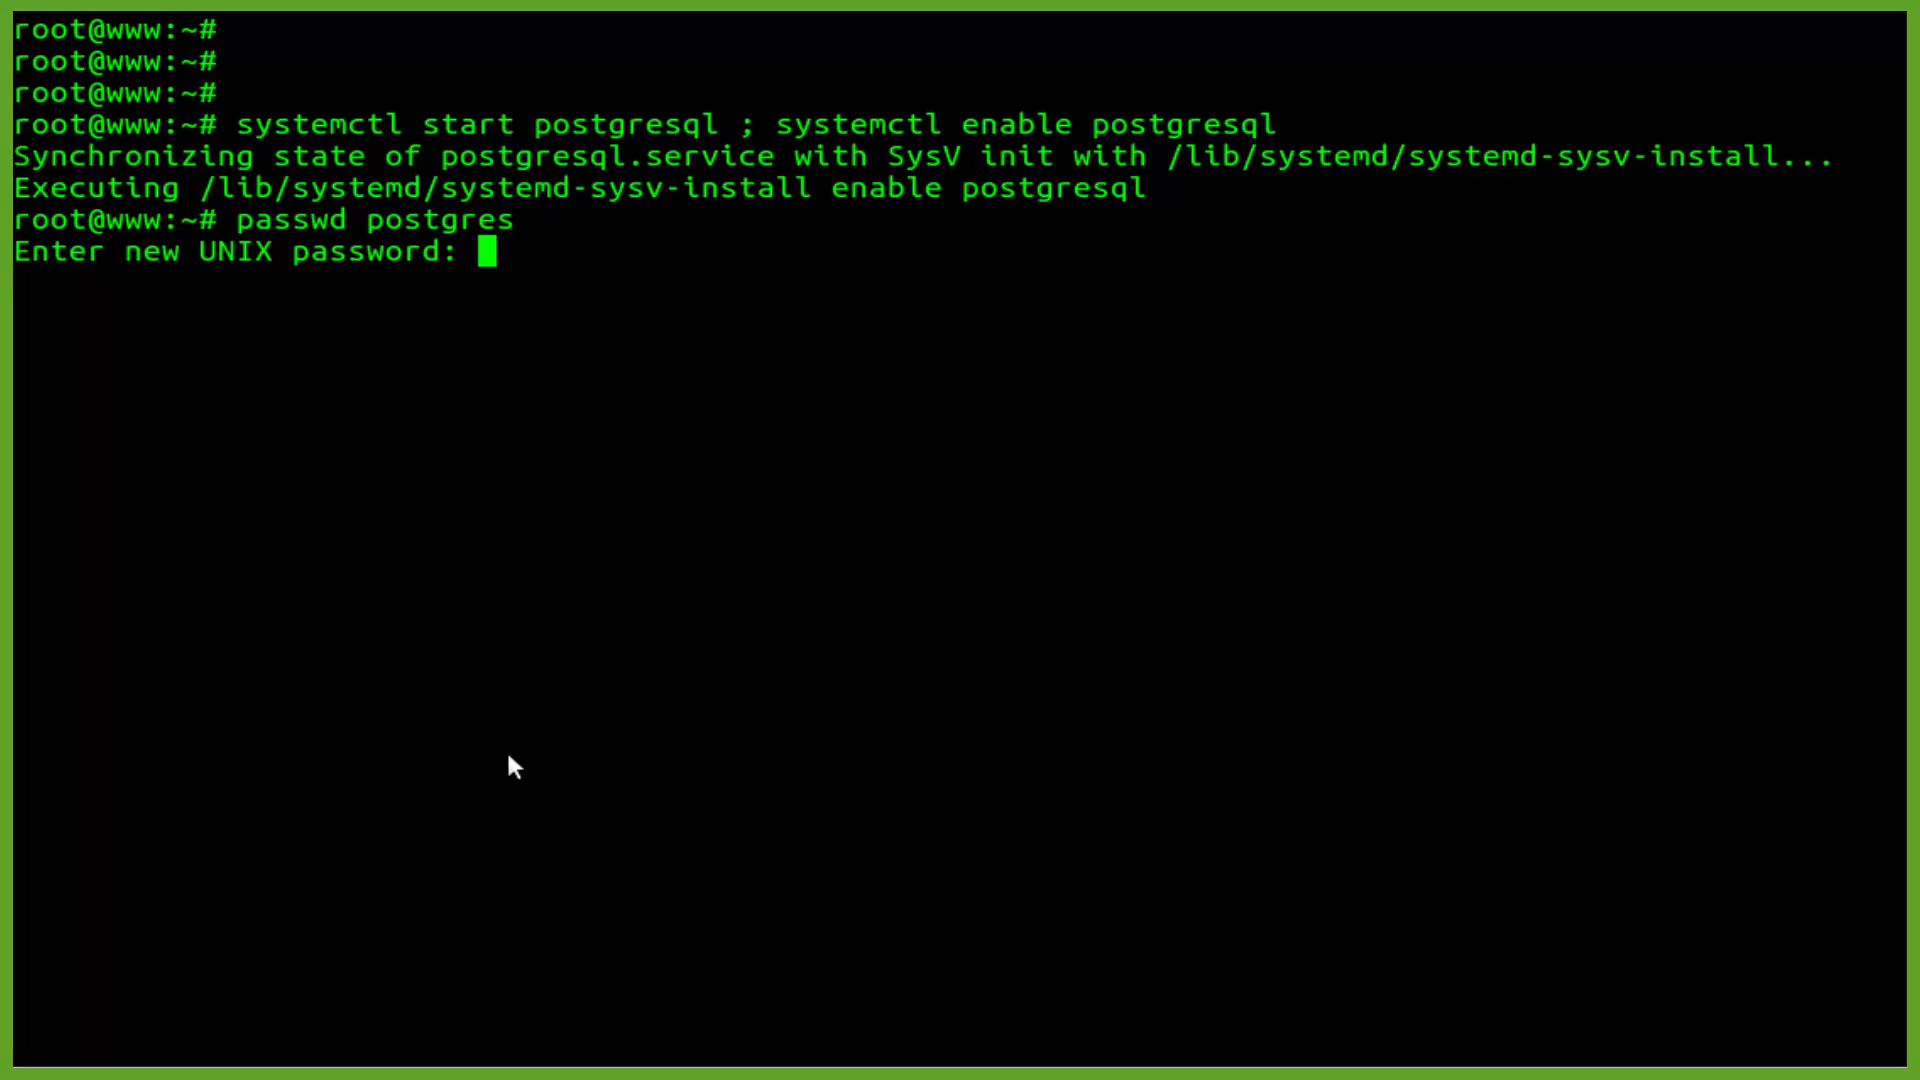 root@www:~#
root@www:~#
root@www:~#
root@www:~# systemctl start postgresql ; systemctl enable postgresql
Synchronizing state of postgresql.service with SysV init with /lib/systemd/systemd-sysv-install...
Executing /lib/systemd/systemd-sysv-install enable postgresql
root@www:~# passwd postgres
Enter new UNIX password: